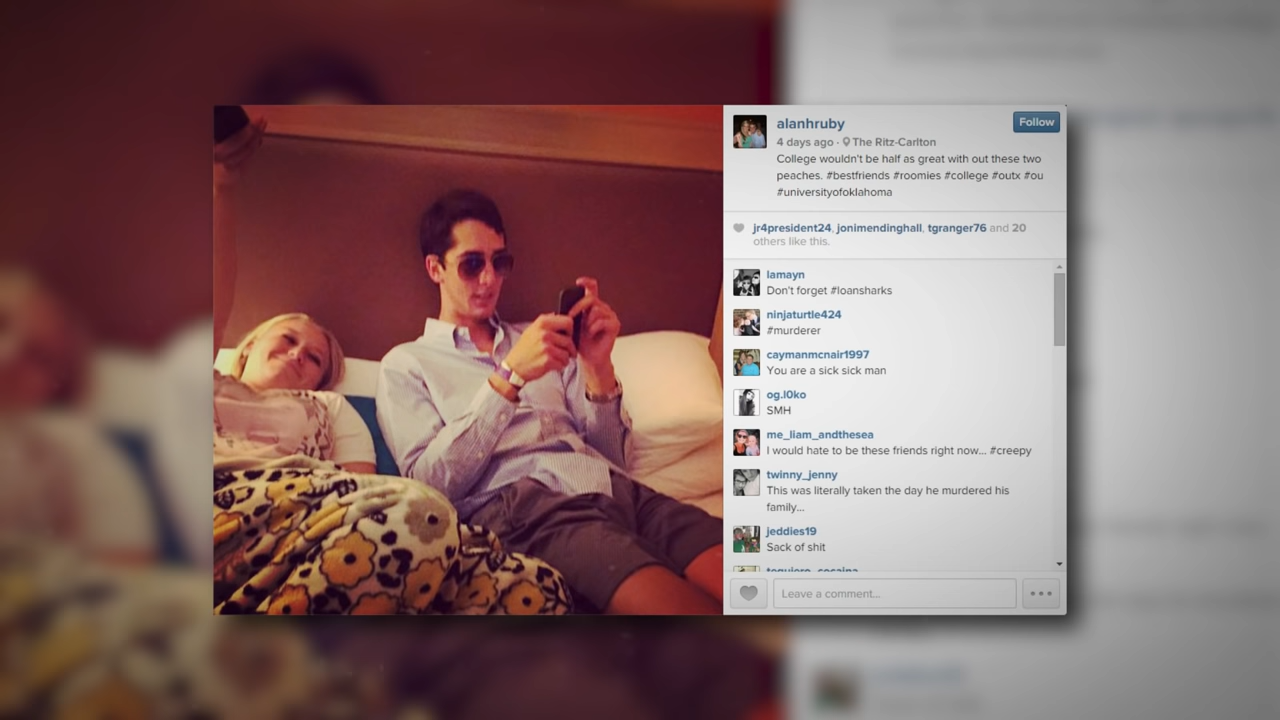 alanhruby
Follow
4 days ago · The Ritz-Carlton
College wouldn't be half as great with out these two
peaches. #bestfriends #roomies #college #outx #ou
#universityofoklahoma
jr4president24, jonimendinghall, tgranger76 and 20
others like this.
lamayn
Don't forget #loansharks
ninjaturtle424
#murderer
caymanmcnair1997
You are a sick sick man
og.l0ko
SMH
me_liam_andthesea
I would hate to be these friends right now... #creepy
twinny_jenny
This was literally taken the day he murdered his
family...
jeddies19
Sack of shit
Leave a comment...